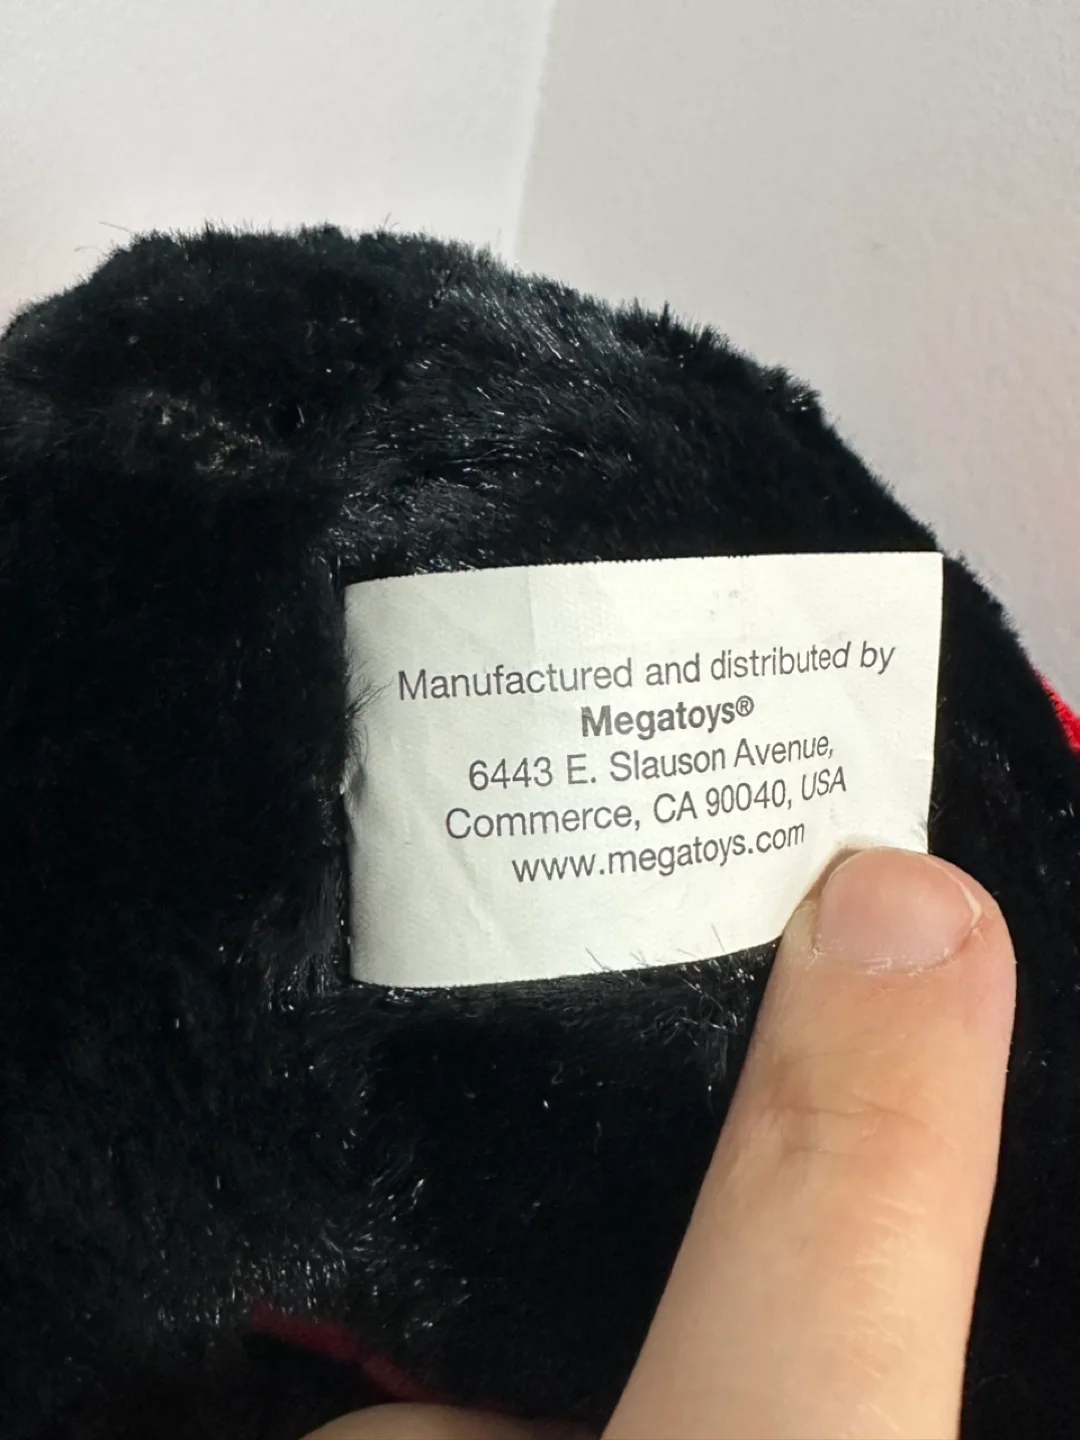 Manufactured and distributed by
Megatoys®
6443 E. Slauson Avenue,
Commerce, CA 90040, USA
www.megatoys.com